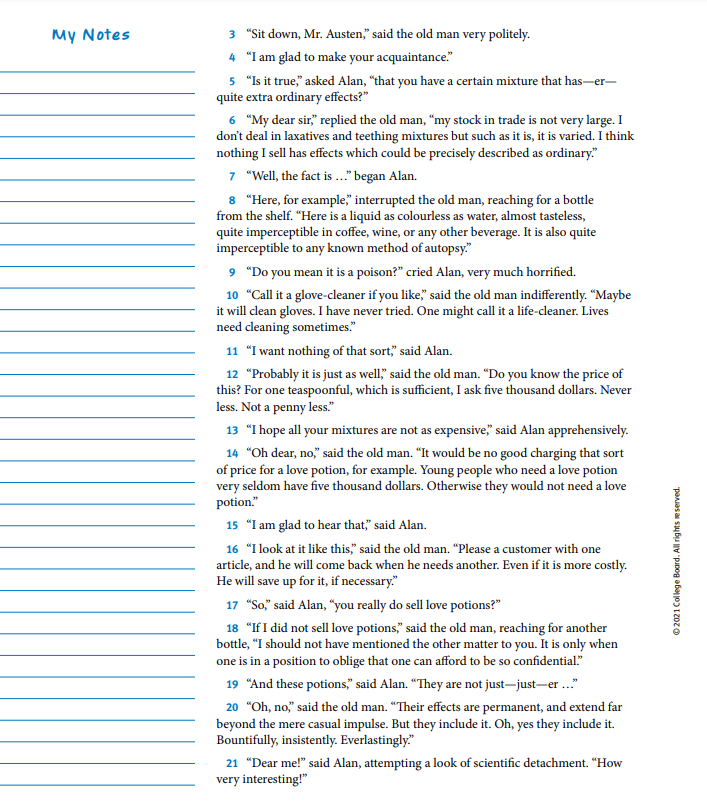 My Notes
3 “Sit down, Mr. Austen,” said the old man very politely.
4 “I am glad to make your acquaintance.”
5 “Is it true,” asked Alan, “that you have a certain mixture that has—er—
quite extra ordinary effects?”
6 “My dear sir,” replied the old man, “my stock in trade is not very large. I
don’t deal in laxatives and teething mixtures but such as it is, it is varied. I think
nothing I sell has effects which could be precisely described as ordinary.”
7 “Well, the fact is …” began Alan.
8 “Here, for example,” interrupted the old man, reaching for a bottle
from the shelf. “Here is a liquid as colourless as water, almost tasteless,
quite imperceptible in coffee, wine, or any other beverage. It is also quite
imperceptible to any known method of autopsy.”
9 “Do you mean it is a poison?” cried Alan, very much horrified.
10 “Call it a glove-cleaner if you like,” said the old man indifferently. “Maybe
it will clean gloves. I have never tried. One might call it a life-cleaner. Lives
need cleaning sometimes.”
11 “I want nothing of that sort,” said Alan.
12 “Probably it is just as well,” said the old man. “Do you know the price of
this? For one teaspoonful, which is sufficient, I ask five thousand dollars. Never
less. Not a penny less.”
13 “I hope all your mixtures are not as expensive,” said Alan apprehensively.
14 “Oh dear, no,” said the old man. “It would be no good charging that sort
of price for a love potion, for example. Young people who need a love potion
very seldom have five thousand dollars. Otherwise they would not need a love
potion.”
15 “I am glad to hear that,” said Alan.
16 “I look at it like this,” said the old man. “Please a customer with one
article, and he will come back when he needs another. Even if it is more costly.
He will save up for it, if necessary.”
17 “So,” said Alan, “you really do sell love potions?”
18 “If I did not sell love potions,” said the old man, reaching for another
bottle, “I should not have mentioned the other matter to you. It is only when
one is in a position to oblige that one can afford to be so confidential.”
19 “And these potions,” said Alan. “They are not just—just—er …”
20 “Oh, no,” said the old man. “Their effects are permanent, and extend far
beyond the mere casual impulse. But they include it. Oh, yes they include it.
Bountifully, insistently. Everlastingly.”
21 “Dear me!” said Alan, attempting a look of scientific detachment. “How
very interesting!”
© 2021 College Board. All rights reserved.